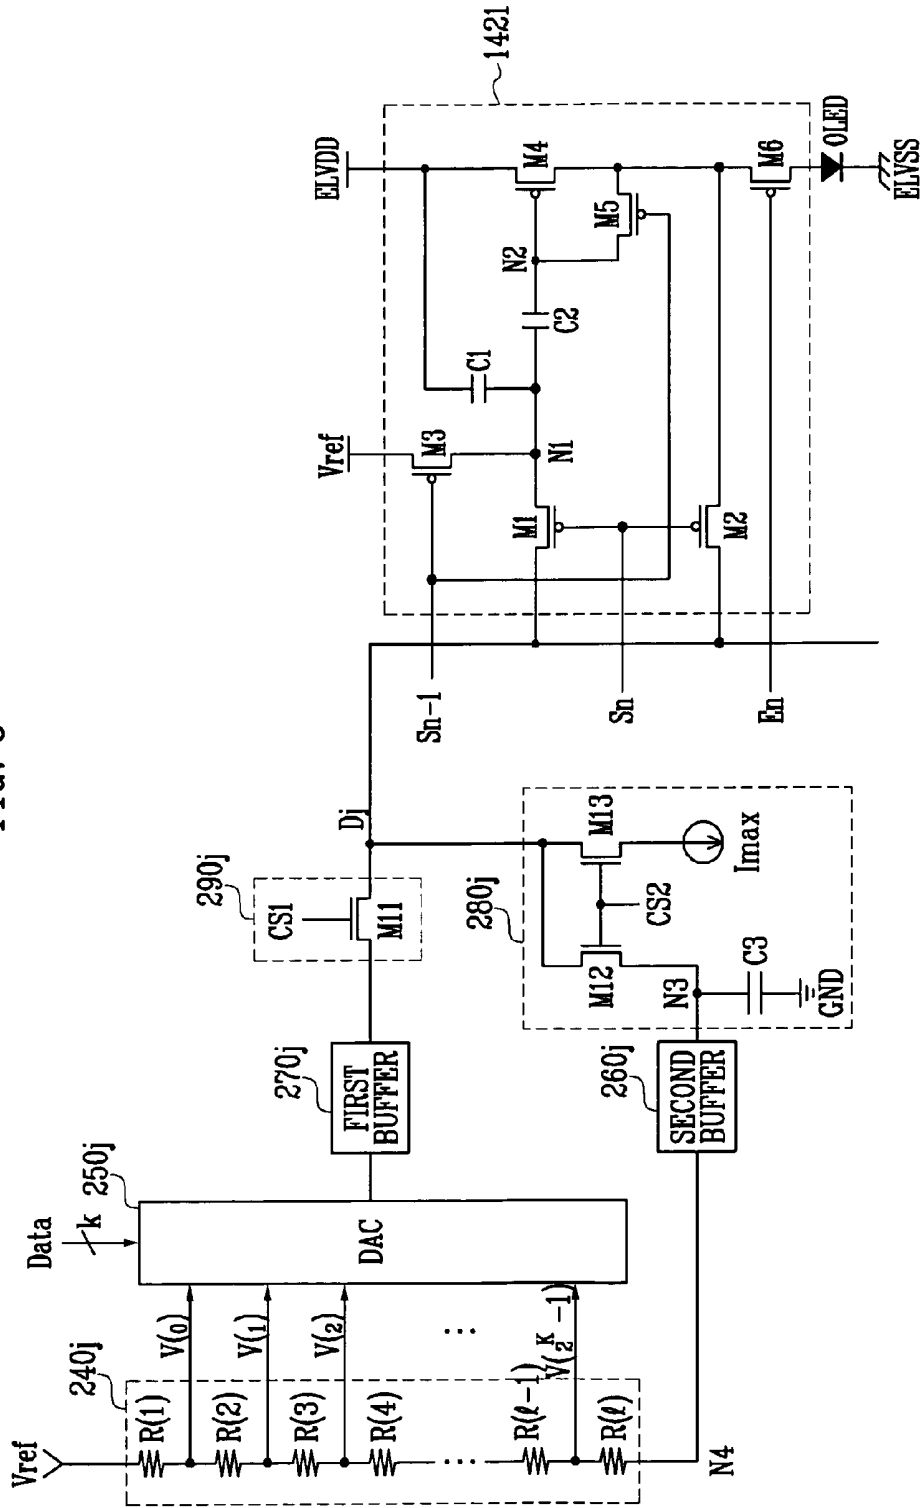 Vref
240j
R(1)
V(0)
R(2)
V(1)
R(3)
V(2)
R(4)
...
...
R(ℓ-1)
V(2^K-1)
R(ℓ)
N4
Data
k
250j
DAC
270j
FIRST
BUFFER
260j
SECOND
BUFFER
290j
CS1
M11
Dj
280j
M12
M13
CS2
N3
C3
GND
Imax
Sn-1
Sn
En
Vref
M3
M1
N1
M2
C1
C2
N2
M5
ELVDD
M4
M6
1421
OLED
ELVSS